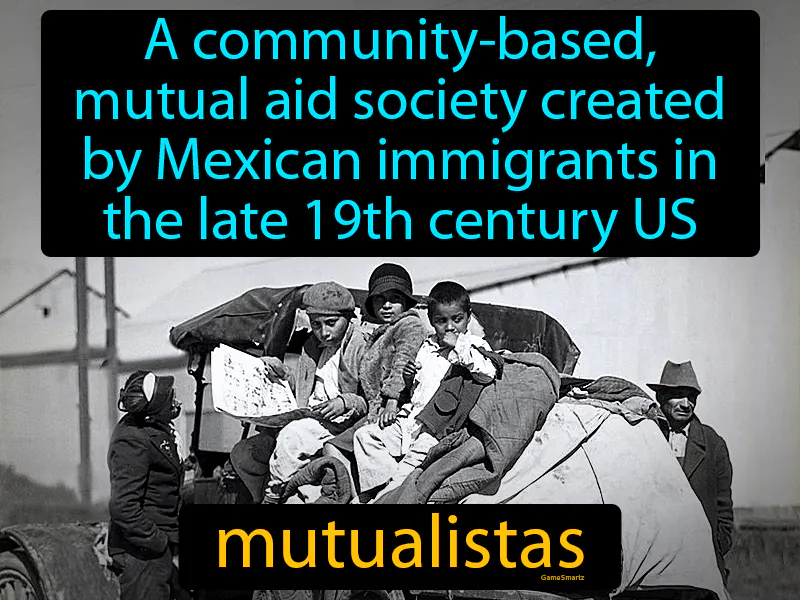 A community-based,
mutual aid society created
by Mexican immigrants in
the late 19th century US
mutualistas
GameSmartz